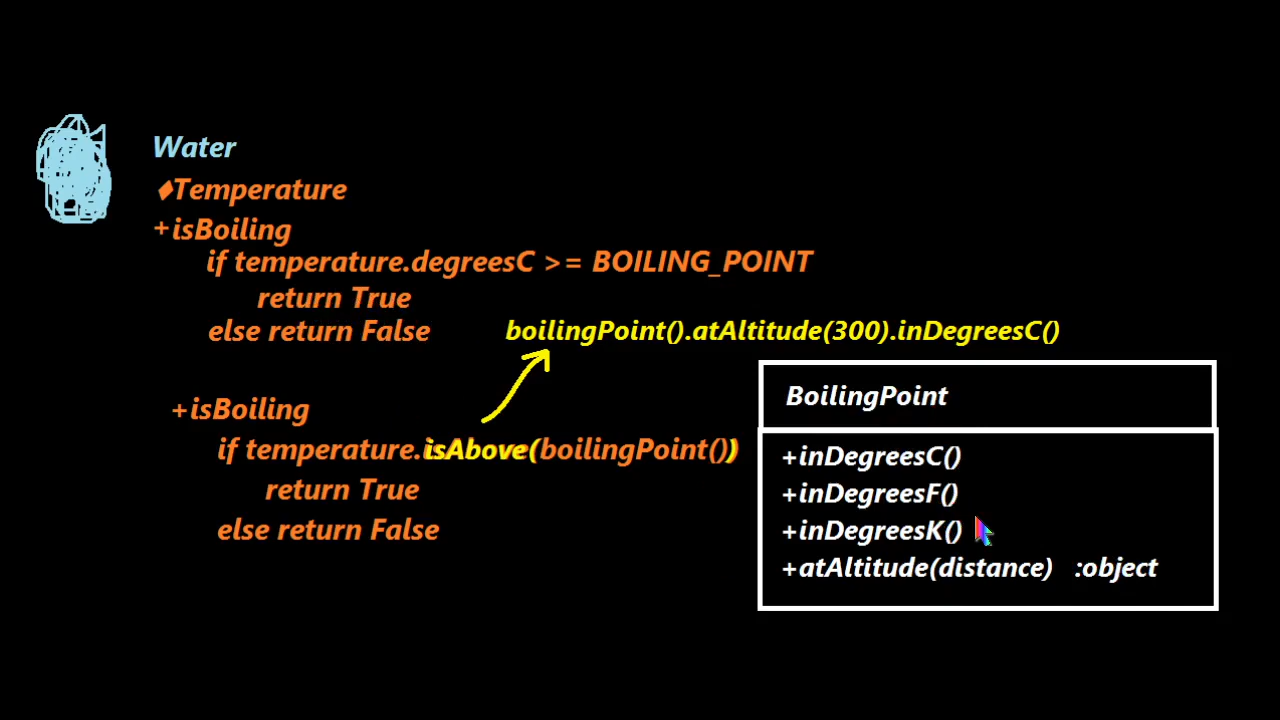 Water
♦Temperature
+isBoiling
if temperature.degreesC >= BOILING_POINT
return True
else return False
boilingPoint().atAltitude(300).inDegreesC()
+isBoiling
if temperature.isAbove(boilingPoint())
return True
else return False
BoilingPoint
+inDegreesC()
+inDegreesF()
+inDegreesK()
+atAltitude(distance) :object